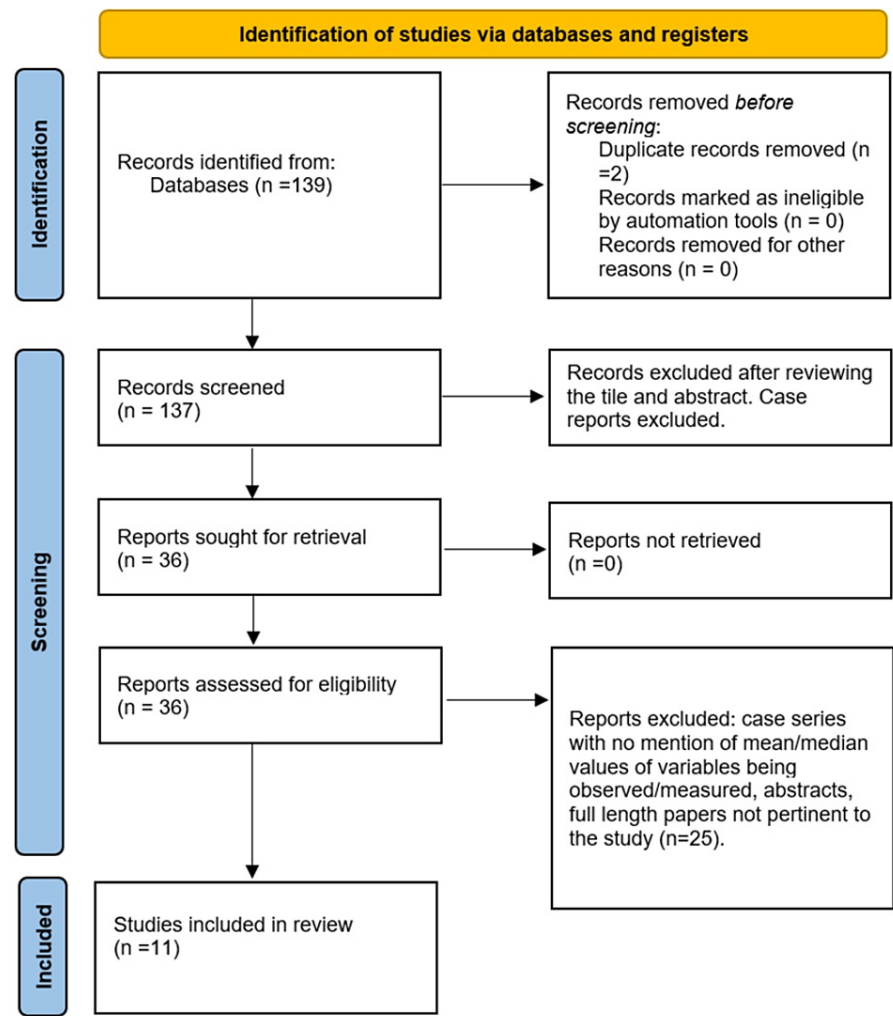 Identification of studies via databases and registers
Identification
Records identified from:
Databases (n =139)
Records removed before
screening:
Duplicate records removed (n
=2)
Records marked as ineligible
by automation tools (n = 0)
Records removed for other
reasons (n = 0)
Screening
Records screened
(n = 137)
Records excluded after reviewing
the tile and abstract. Case
reports excluded.
Reports sought for retrieval
(n = 36)
Reports not retrieved
(n =0)
Reports assessed for eligibility
(n = 36)
Reports excluded: case series
with no mention of mean/median
values of variables being
observed/measured, abstracts,
full length papers not pertinent to
the study (n=25).
Included
Studies included in review
(n =11)